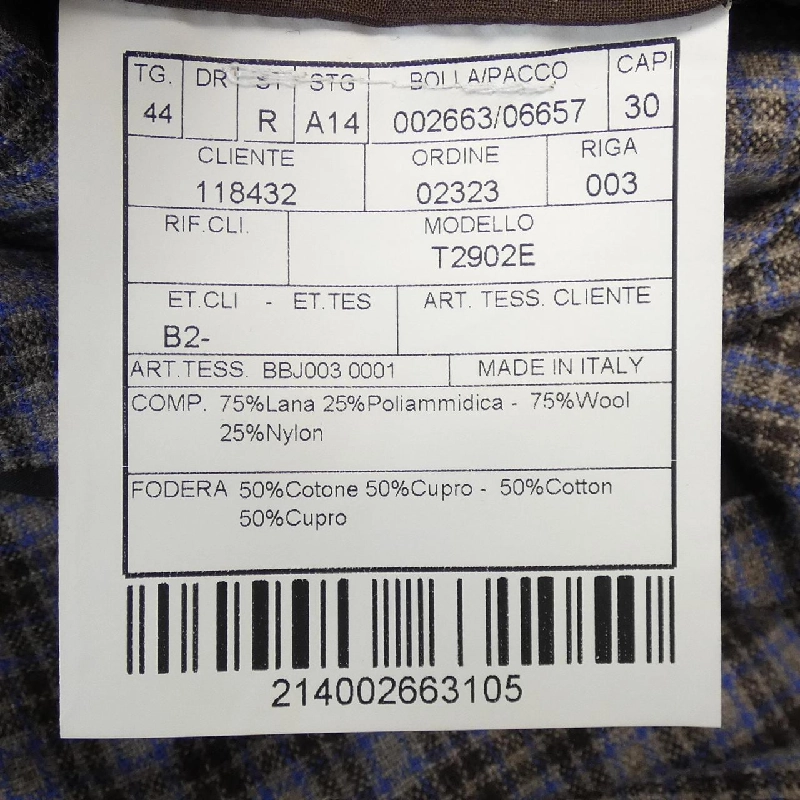 TG. DR ST STG BOLLA/PACCO CAPI
44 R A14 002663/06657 30
CLIENTE ORDINE RIGA
118432 02323 003
RIF.CLI. MODELLO
T2902E
ET.CLI - ET.TES ART. TESS. CLIENTE
B2-
ART.TESS. BBJ003 0001 MADE IN ITALY
COMP. 75%Lana 25%Poliammidica - 75%Wool
25%Nylon
FODERA 50%Cotone 50%Cupro - 50%Cotton
50%Cupro
214002663105